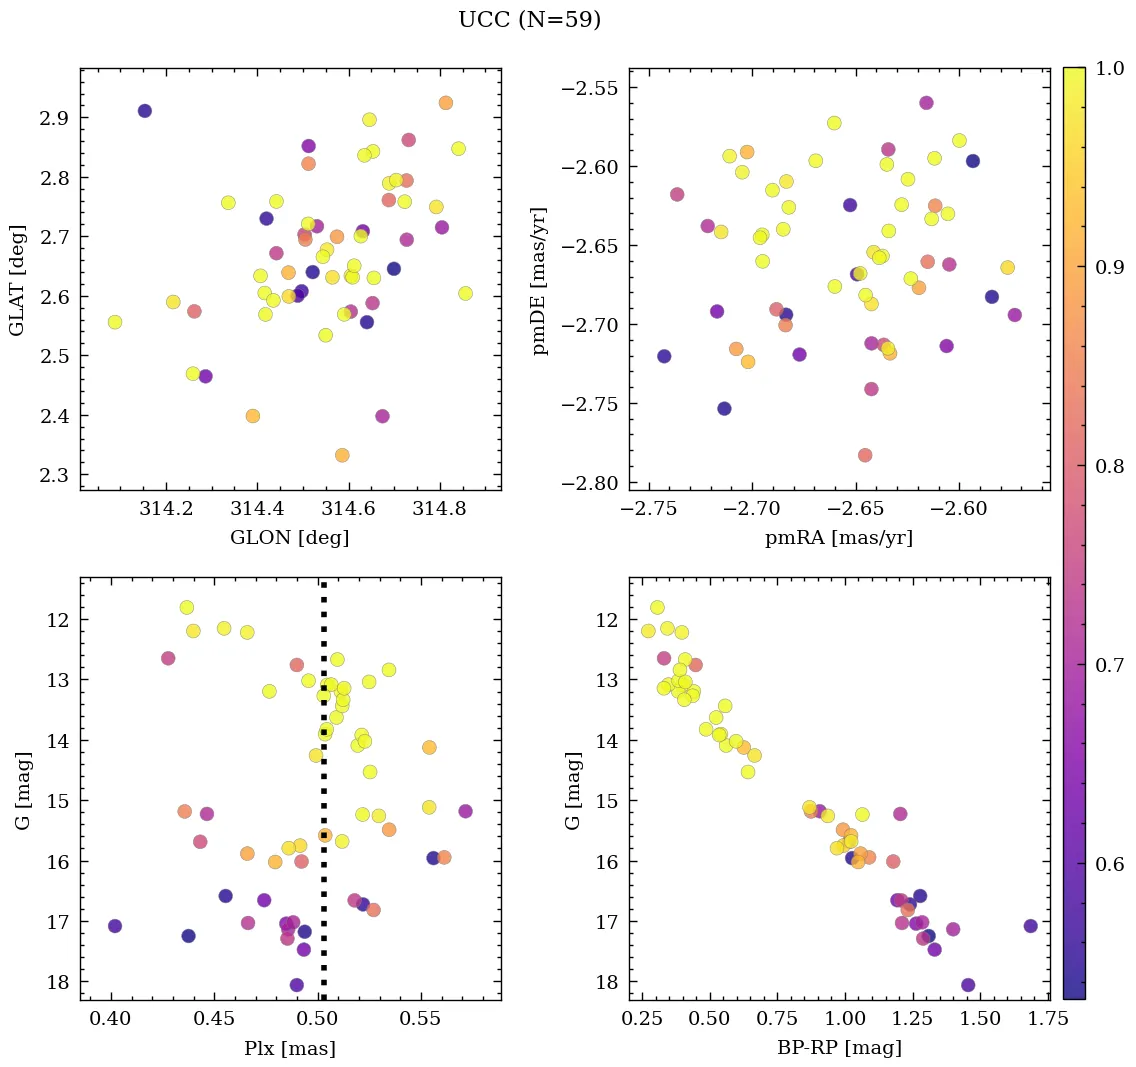 UCC (N=59)
2.9
2.8
2.7
2.6
2.5
2.4
2.3
GLAT [deg]
314.2 314.4 314.6 314.8
GLON [deg]
−2.55
−2.60
−2.65
−2.70
−2.75
−2.80
pmDE [mas/yr]
−2.75 −2.70 −2.65 −2.60
pmRA [mas/yr]
1.0
0.9
0.8
0.7
0.6
12
13
14
15
16
17
18
G [mag]
0.40 0.45 0.50 0.55
Plx [mas]
12
13
14
15
16
17
18
G [mag]
0.25 0.50 0.75 1.00 1.25 1.50 1.75
BP-RP [mag]